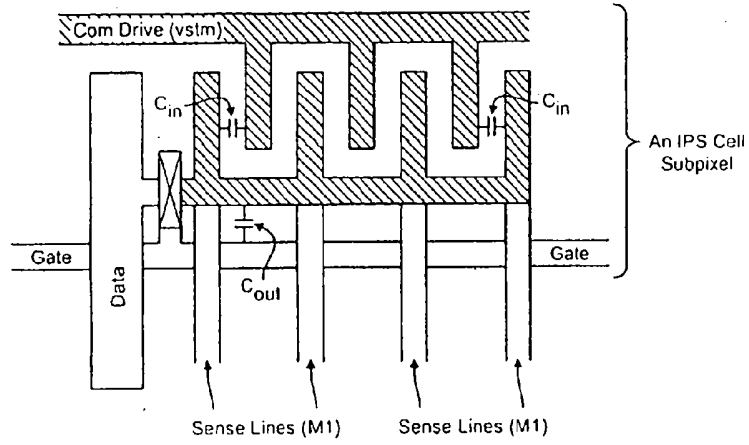 Com Drive (vstm)
Cin
Cin
An IPS Cell
Subpixel
Gate
Data
Cout
Gate
Sense Lines (M1)
Sense Lines (M1)